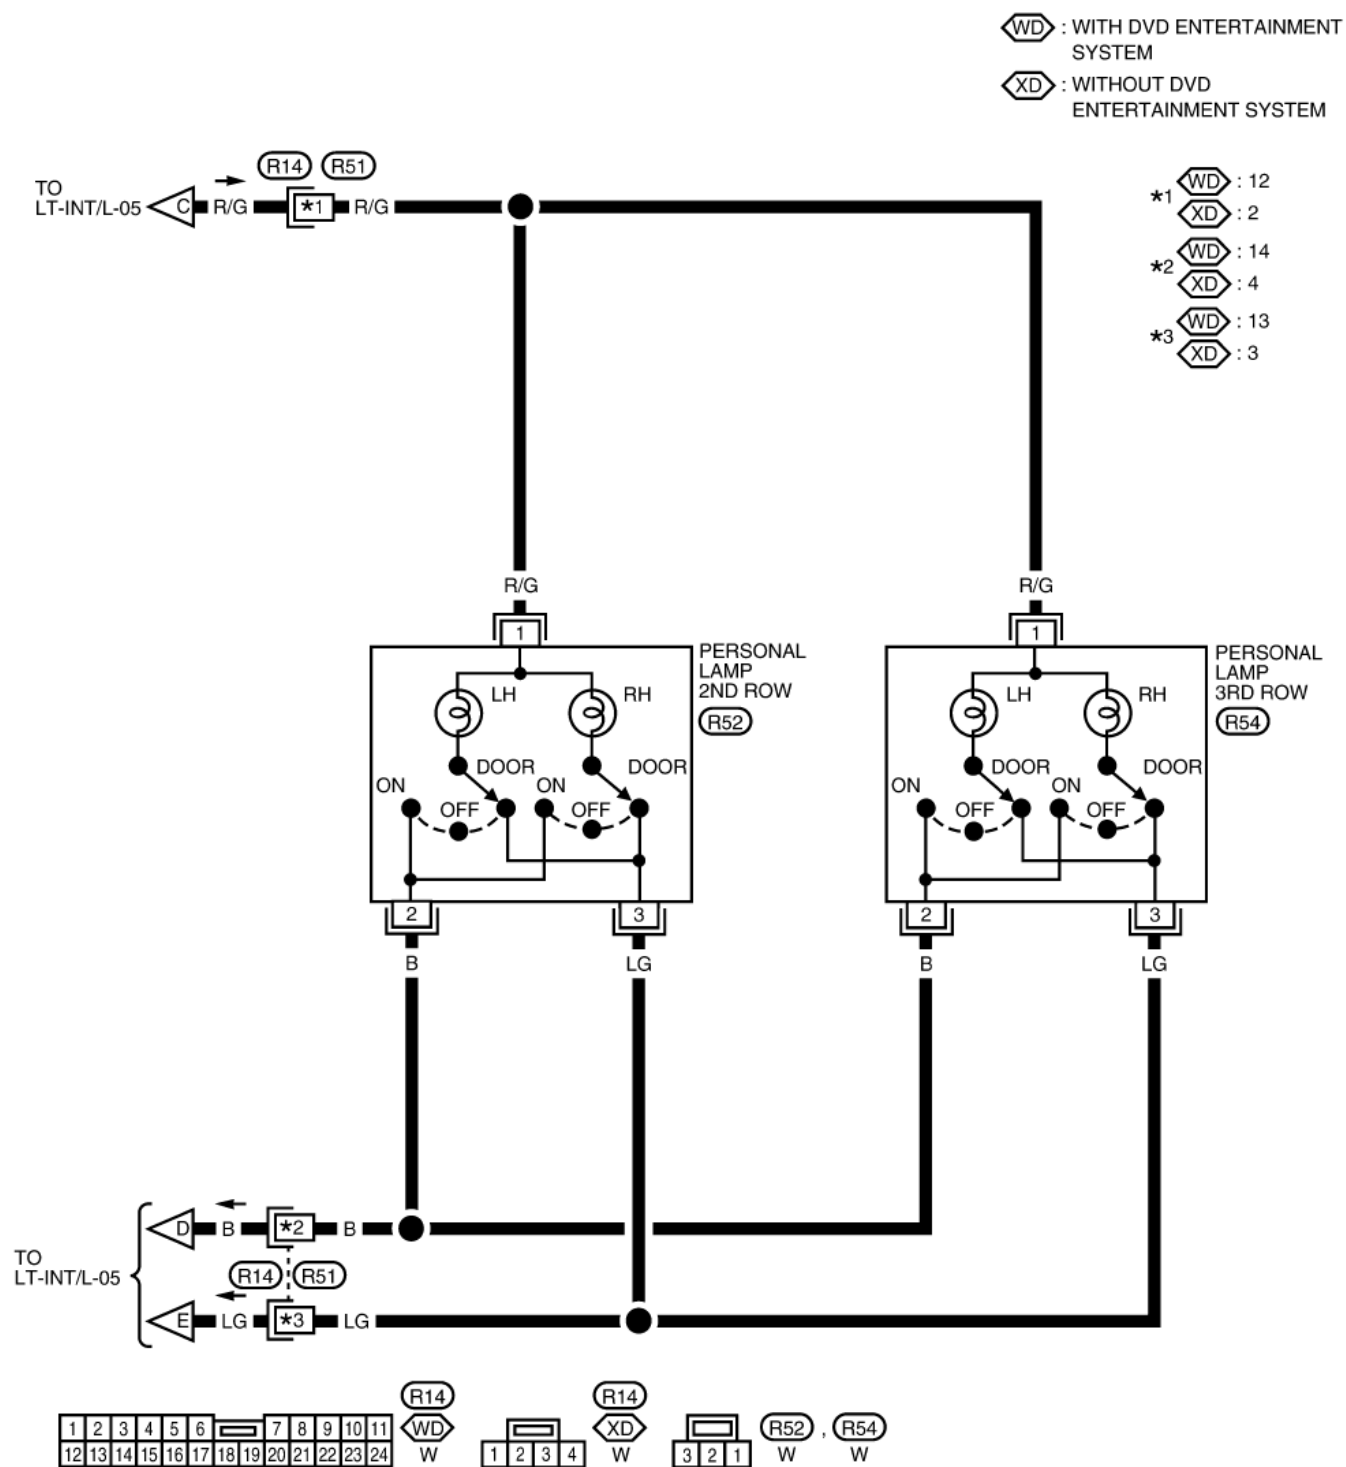 WD : WITH DVD ENTERTAINMENT
SYSTEM
XD : WITHOUT DVD
ENTERTAINMENT SYSTEM
R14 R51
TO
LT-INT/L-05 C R/G *1 R/G
*1 WD : 12
XD : 2
*2 WD : 14
XD : 4
*3 WD : 13
XD : 3
R/G R/G
1 1
PERSONAL
LAMP
2ND ROW
R52
LH RH
DOOR DOOR
ON ON
OFF OFF
PERSONAL
LAMP
3RD ROW
R54
LH RH
DOOR DOOR
ON ON
OFF OFF
2 3 2 3
B LG B LG
D B *2 B
TO
LT-INT/L-05
R14 R51
E LG *3 LG
R14 R14
1 2 3 4 5 6 7 8 9 10 11 WD XD R52 , R54
12 13 14 15 16 17 18 19 20 21 22 23 24 W 1 2 3 4 W 3 2 1 W W